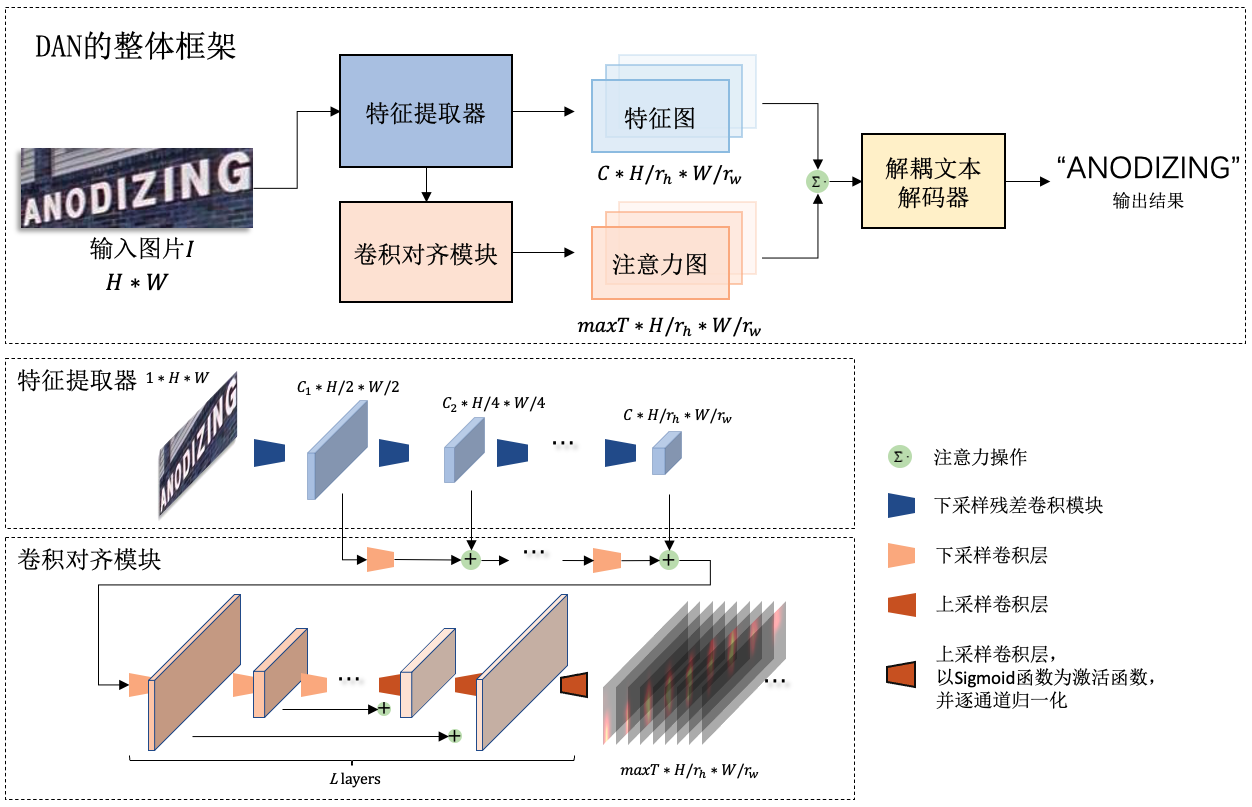 DAN的整体框架
ANODIZING
输入图片I
H * W
特征提取器
卷积对齐模块
特征图
C * H/r_h * W/r_w
注意力图
maxT * H/r_h * W/r_w
Σ·
解耦文本
解码器
“ANODIZING”
输出结果
特征提取器
1 * H * W
ANODIZING
C_1 * H/2 * W/2
C_2 * H/4 * W/4
···
C * H/r_h * W/r_w
卷积对齐模块
+
···
+
···
+
+
L layers
···
maxT * H/r_h * W/r_w
Σ·
注意力操作
下采样残差卷积模块
下采样卷积层
上采样卷积层
上采样卷积层，
以Sigmoid函数为激活函数，
并逐通道归一化